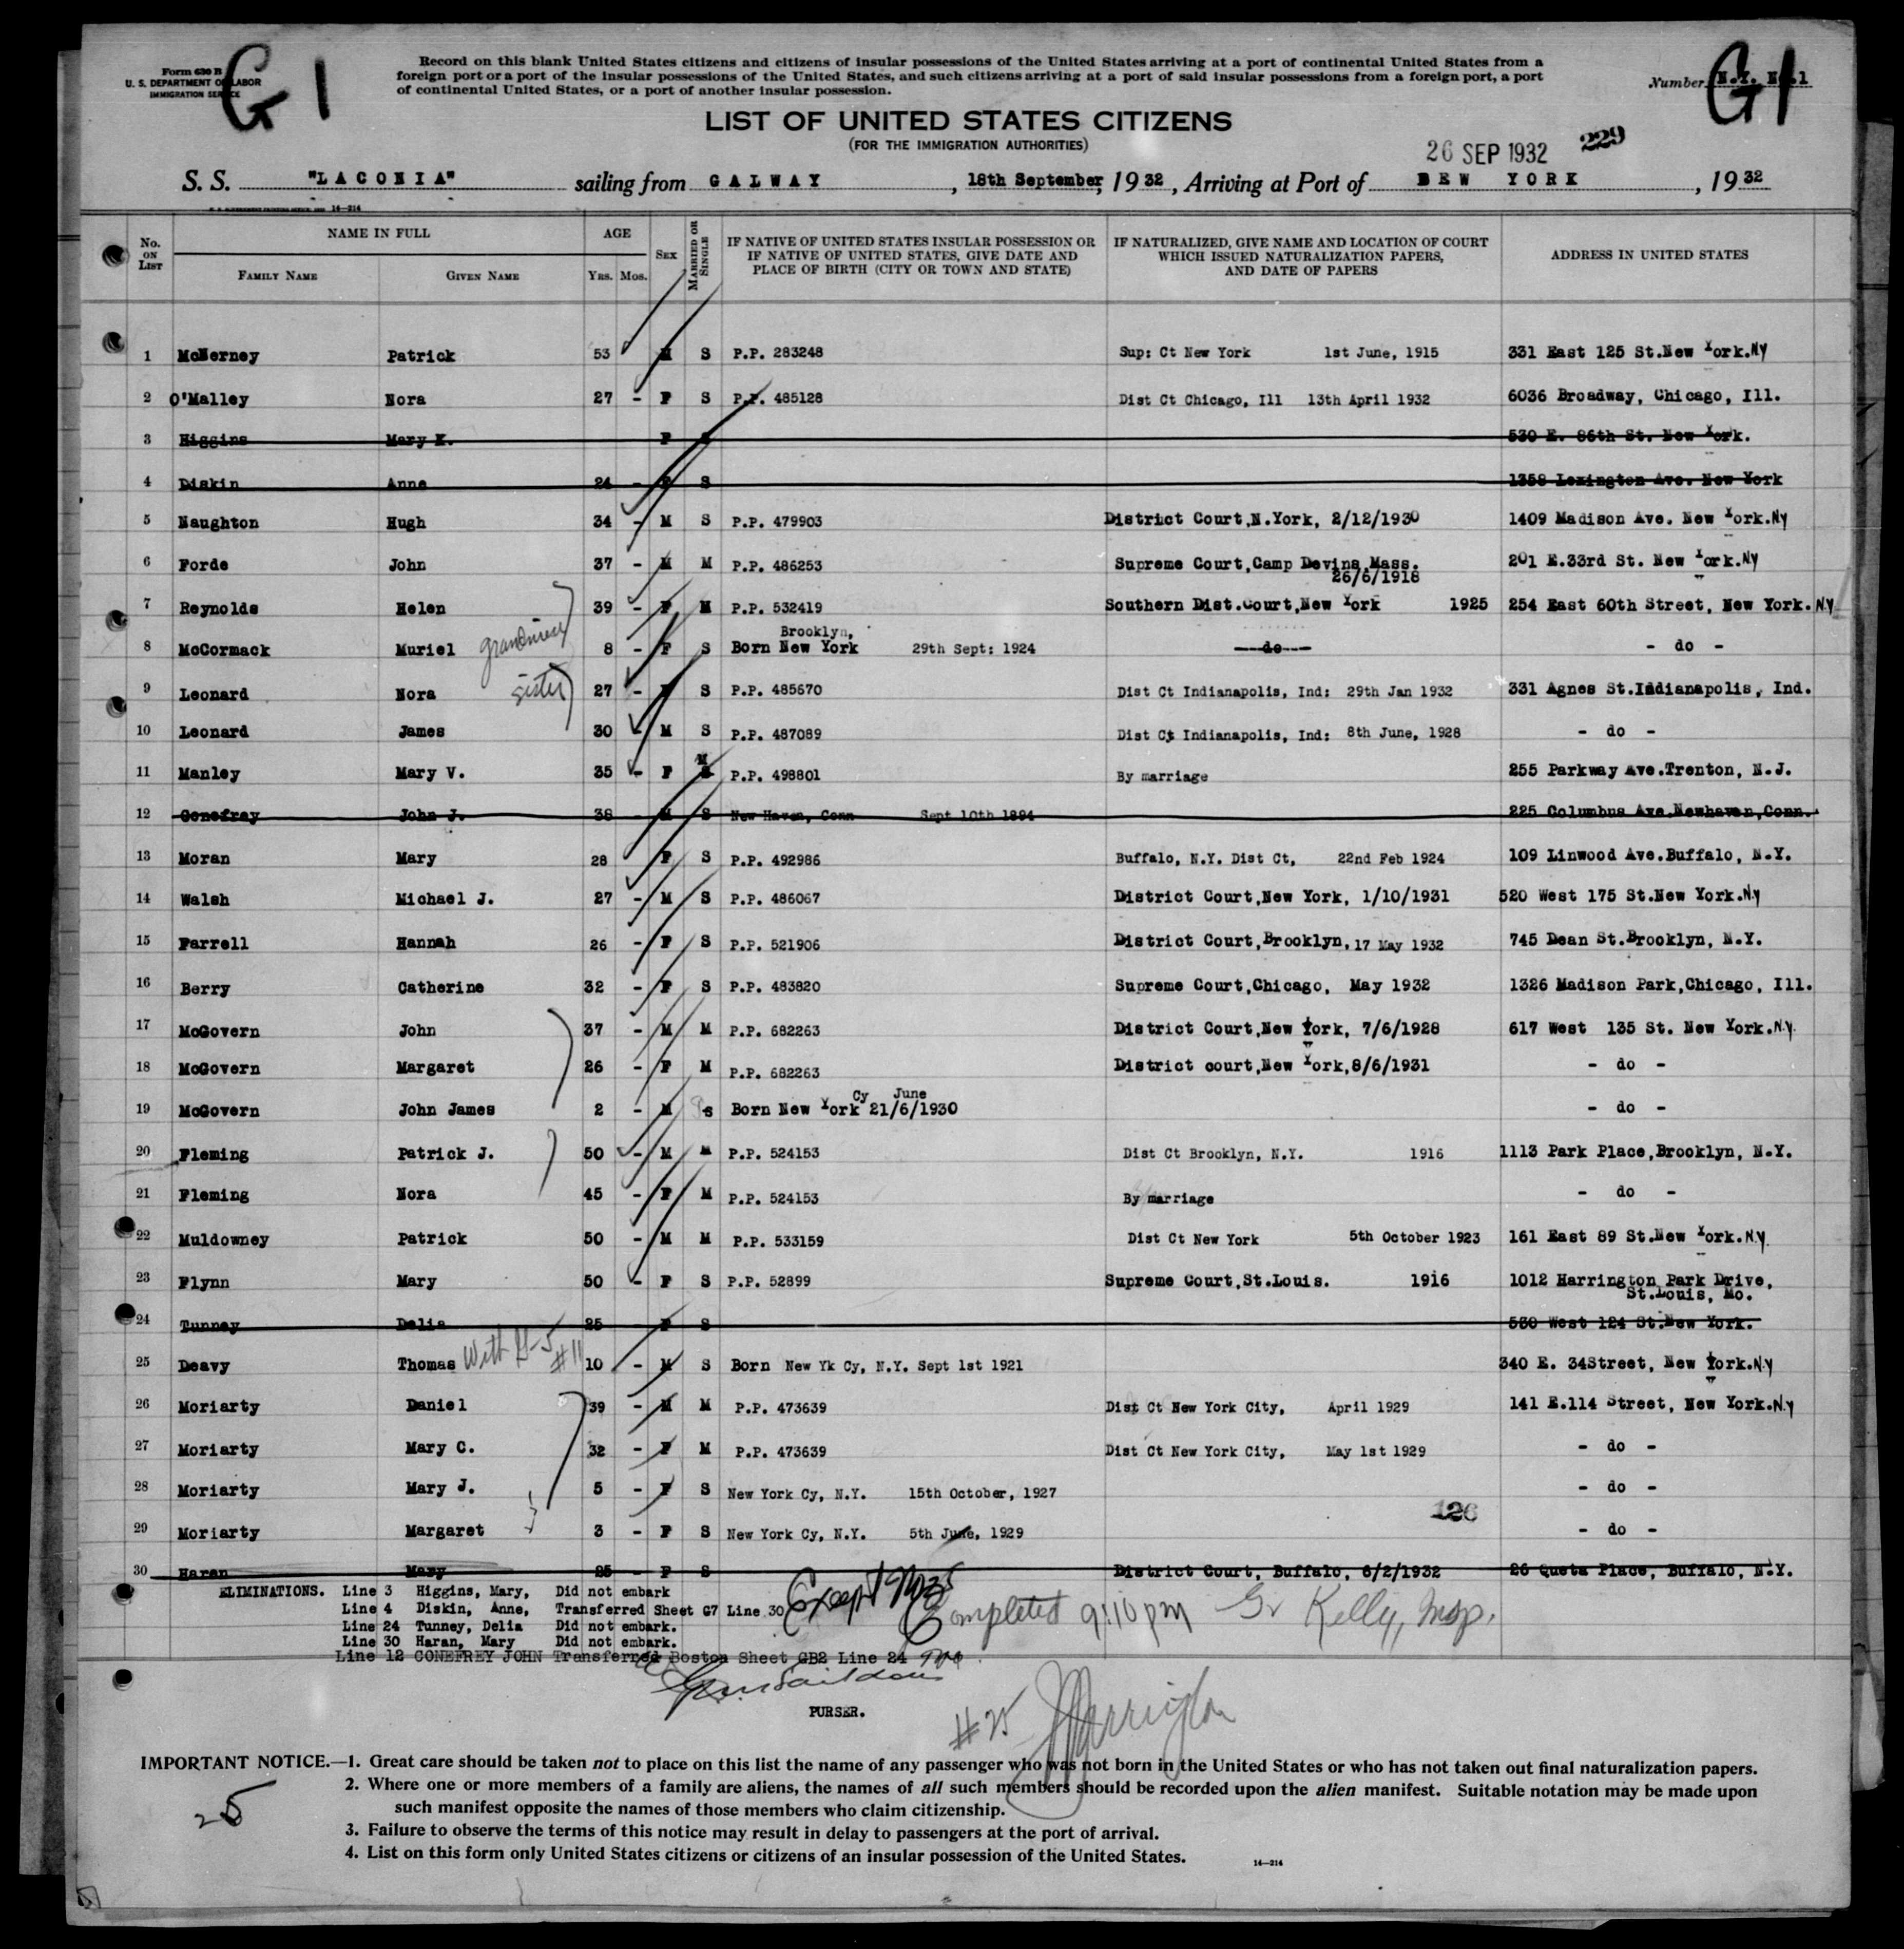 Form 630 B
U. S. DEPARTMENT OF LABOR
IMMIGRATION SERVICE
G1
Record on this blank United States citizens and citizens of insular possessions of the United States arriving at a port of continental United States from a
foreign port or a port of the insular possessions of the United States, and such citizens arriving at a port of said insular possessions from a foreign port, a port
of continental United States, or a port of another insular possession.
Number N.Y. No.1
G1
LIST OF UNITED STATES CITIZENS
(FOR THE IMMIGRATION AUTHORITIES)
26 SEP 1932 229
S. S. "LACONIA" sailing from GALWAY, 18th September, 1932, Arriving at Port of NEW YORK, 1932
14—214
No. ON LIST NAME IN FULL AGE SEX MARRIED OR SINGLE IF NATIVE OF UNITED STATES INSULAR POSSESSION OR IF NATIVE OF UNITED STATES, GIVE DATE AND PLACE OF BIRTH (CITY OR TOWN AND STATE) IF NATURALIZED, GIVE NAME AND LOCATION OF COURT WHICH ISSUED NATURALIZATION PAPERS, AND DATE OF PAPERS ADDRESS IN UNITED STATES
FAMILY NAME GIVEN NAME YRS. MOS.
1 McNerney Patrick 53 M S P.P. 283248 Sup: Ct New York 1st June, 1915 331 East 125 St.New York.NY
2 O'Malley Nora 27 - F S P.P. 485128 Dist Ct Chicago, Ill 13th April 1932 6036 Broadway, Chicago, Ill.
3 Higgins Mary K. F S 530 E. 86th St. New York.
4 Diskin Anne 24 - F S 1358 Lexington Ave. New York
5 Naughton Hugh 34 - M S P.P. 479903 District Court,N.York, 2/12/1930 1409 Madison Ave. New York.NY
6 Forde John 37 - M M P.P. 486253 Supreme Court,Camp Devins,Mass. 201 E.33rd St. New York.NY
26/6/1918
7 Reynolds Helen 39 - F M P.P. 532419 Southern Dist.Court,New York 1925 254 East 60th Street, New York.N.Y
Brooklyn,
8 McCormack Muriel grandniece 8 - F S Born New York 29th Sept: 1924 ---do--- - do -
9 Leonard Nora sister 27 - F S P.P. 485670 Dist Ct Indianapolis, Ind: 29th Jan 1932 331 Agnes St.Indianapolis, Ind.
10 Leonard James 30 - M S P.P. 487089 Dist Ct Indianapolis, Ind: 8th June, 1928 - do -
11 Manley Mary V. 35 - F M P.P. 498801 By marriage 255 Parkway Ave.Trenton, N.J.
12 Conefray John J. 38 - M S New Haven, Conn Sept 10th 1894 225 Columbus Ave.Newhaven,Conn.
13 Moran Mary 28 F S P.P. 492986 Buffalo, N.Y. Dist Ct, 22nd Feb 1924 109 Linwood Ave.Buffalo, N.Y.
14 Walsh Michael J. 27 - M S P.P. 486067 District Court,New York, 1/10/1931 520 West 175 St.New York.N.y
15 Farrell Hannah 26 - F S P.P. 521906 District Court,Brooklyn, 17 May 1932 745 Dean St.Brooklyn, N.Y.
16 Berry Catherine 32 - F S P.P. 483820 Supreme Court,Chicago, May 1932 1326 Madison Park,Chicago, Ill.
17 McGovern John 37 - M M P.P. 682263 District Court,New York, 7/6/1928 617 West 135 St. New York.N.y.
18 McGovern Margaret 26 - F M P.P. 682263 District court,New York,8/6/1931 - do -
Cy June
19 McGovern John James 2 - M S Born New York 21/6/1930 - do -
20 Fleming Patrick J. 50 - M M P.P. 524153 Dist Ct Brooklyn, N.Y. 1916 1113 Park Place,Brooklyn, N.Y.
21 Fleming Nora 45 - F M P.P. 524153 By marriage - do -
22 Muldowney Patrick 50 - M M P.P. 533159 Dist Ct New York 5th October 1923 161 East 89 St.New York.N.y.
23 Flynn Mary 50 - F S P.P. 52899 Supreme Court,St.Louis. 1916 1012 Harrington Park Drive,
St.Louis, Mo.
24 Tunney Delia 25 F S 530 West 124 St.New York.
25 Deavy Thomas With G-5 #11 10 - M S Born New Yk Cy, N.Y. Sept 1st 1921 340 E. 34Street, New York.N.y
26 Moriarty Daniel 39 - M M P.P. 473639 Dist Ct New York City, April 1929 141 E.114 Street, New York.N.y
27 Moriarty Mary C. 32 - F M P.P. 473639 Dist Ct New York City, May 1st 1929 - do -
28 Moriarty Mary J. 5 - F S New York Cy, N.Y. 15th October, 1927 - do -
126
29 Moriarty Margaret 3 - F S New York Cy, N.Y. 5th June, 1929 - do -
30 Haran Mary 25 - F S District Court, Buffalo, 6/2/1932 26 Queta Place, Buffalo, N.Y.
ELIMINATIONS. Line 3 Higgins, Mary, Did not embark
Line 4 Diskin, Anne, Transferred Sheet G7 Line 30
Line 24 Tunney, Delia Did not embark.
Line 30 Haran, Mary Did not embark.
Line 12 CONEFREY JOHN Transferred Boston Sheet GB2 Line 24
Except
Completed 9:10 pm Gr Kelly, Insp.
PURSER.
#25
IMPORTANT NOTICE.—1. Great care should be taken not to place on this list the name of any passenger who was not born in the United States or who has not taken out final naturalization papers.
2. Where one or more members of a family are aliens, the names of all such members should be recorded upon the alien manifest. Suitable notation may be made upon
such manifest opposite the names of those members who claim citizenship.
3. Failure to observe the terms of this notice may result in delay to passengers at the port of arrival.
4. List on this form only United States citizens or citizens of an insular possession of the United States.
14—214
25